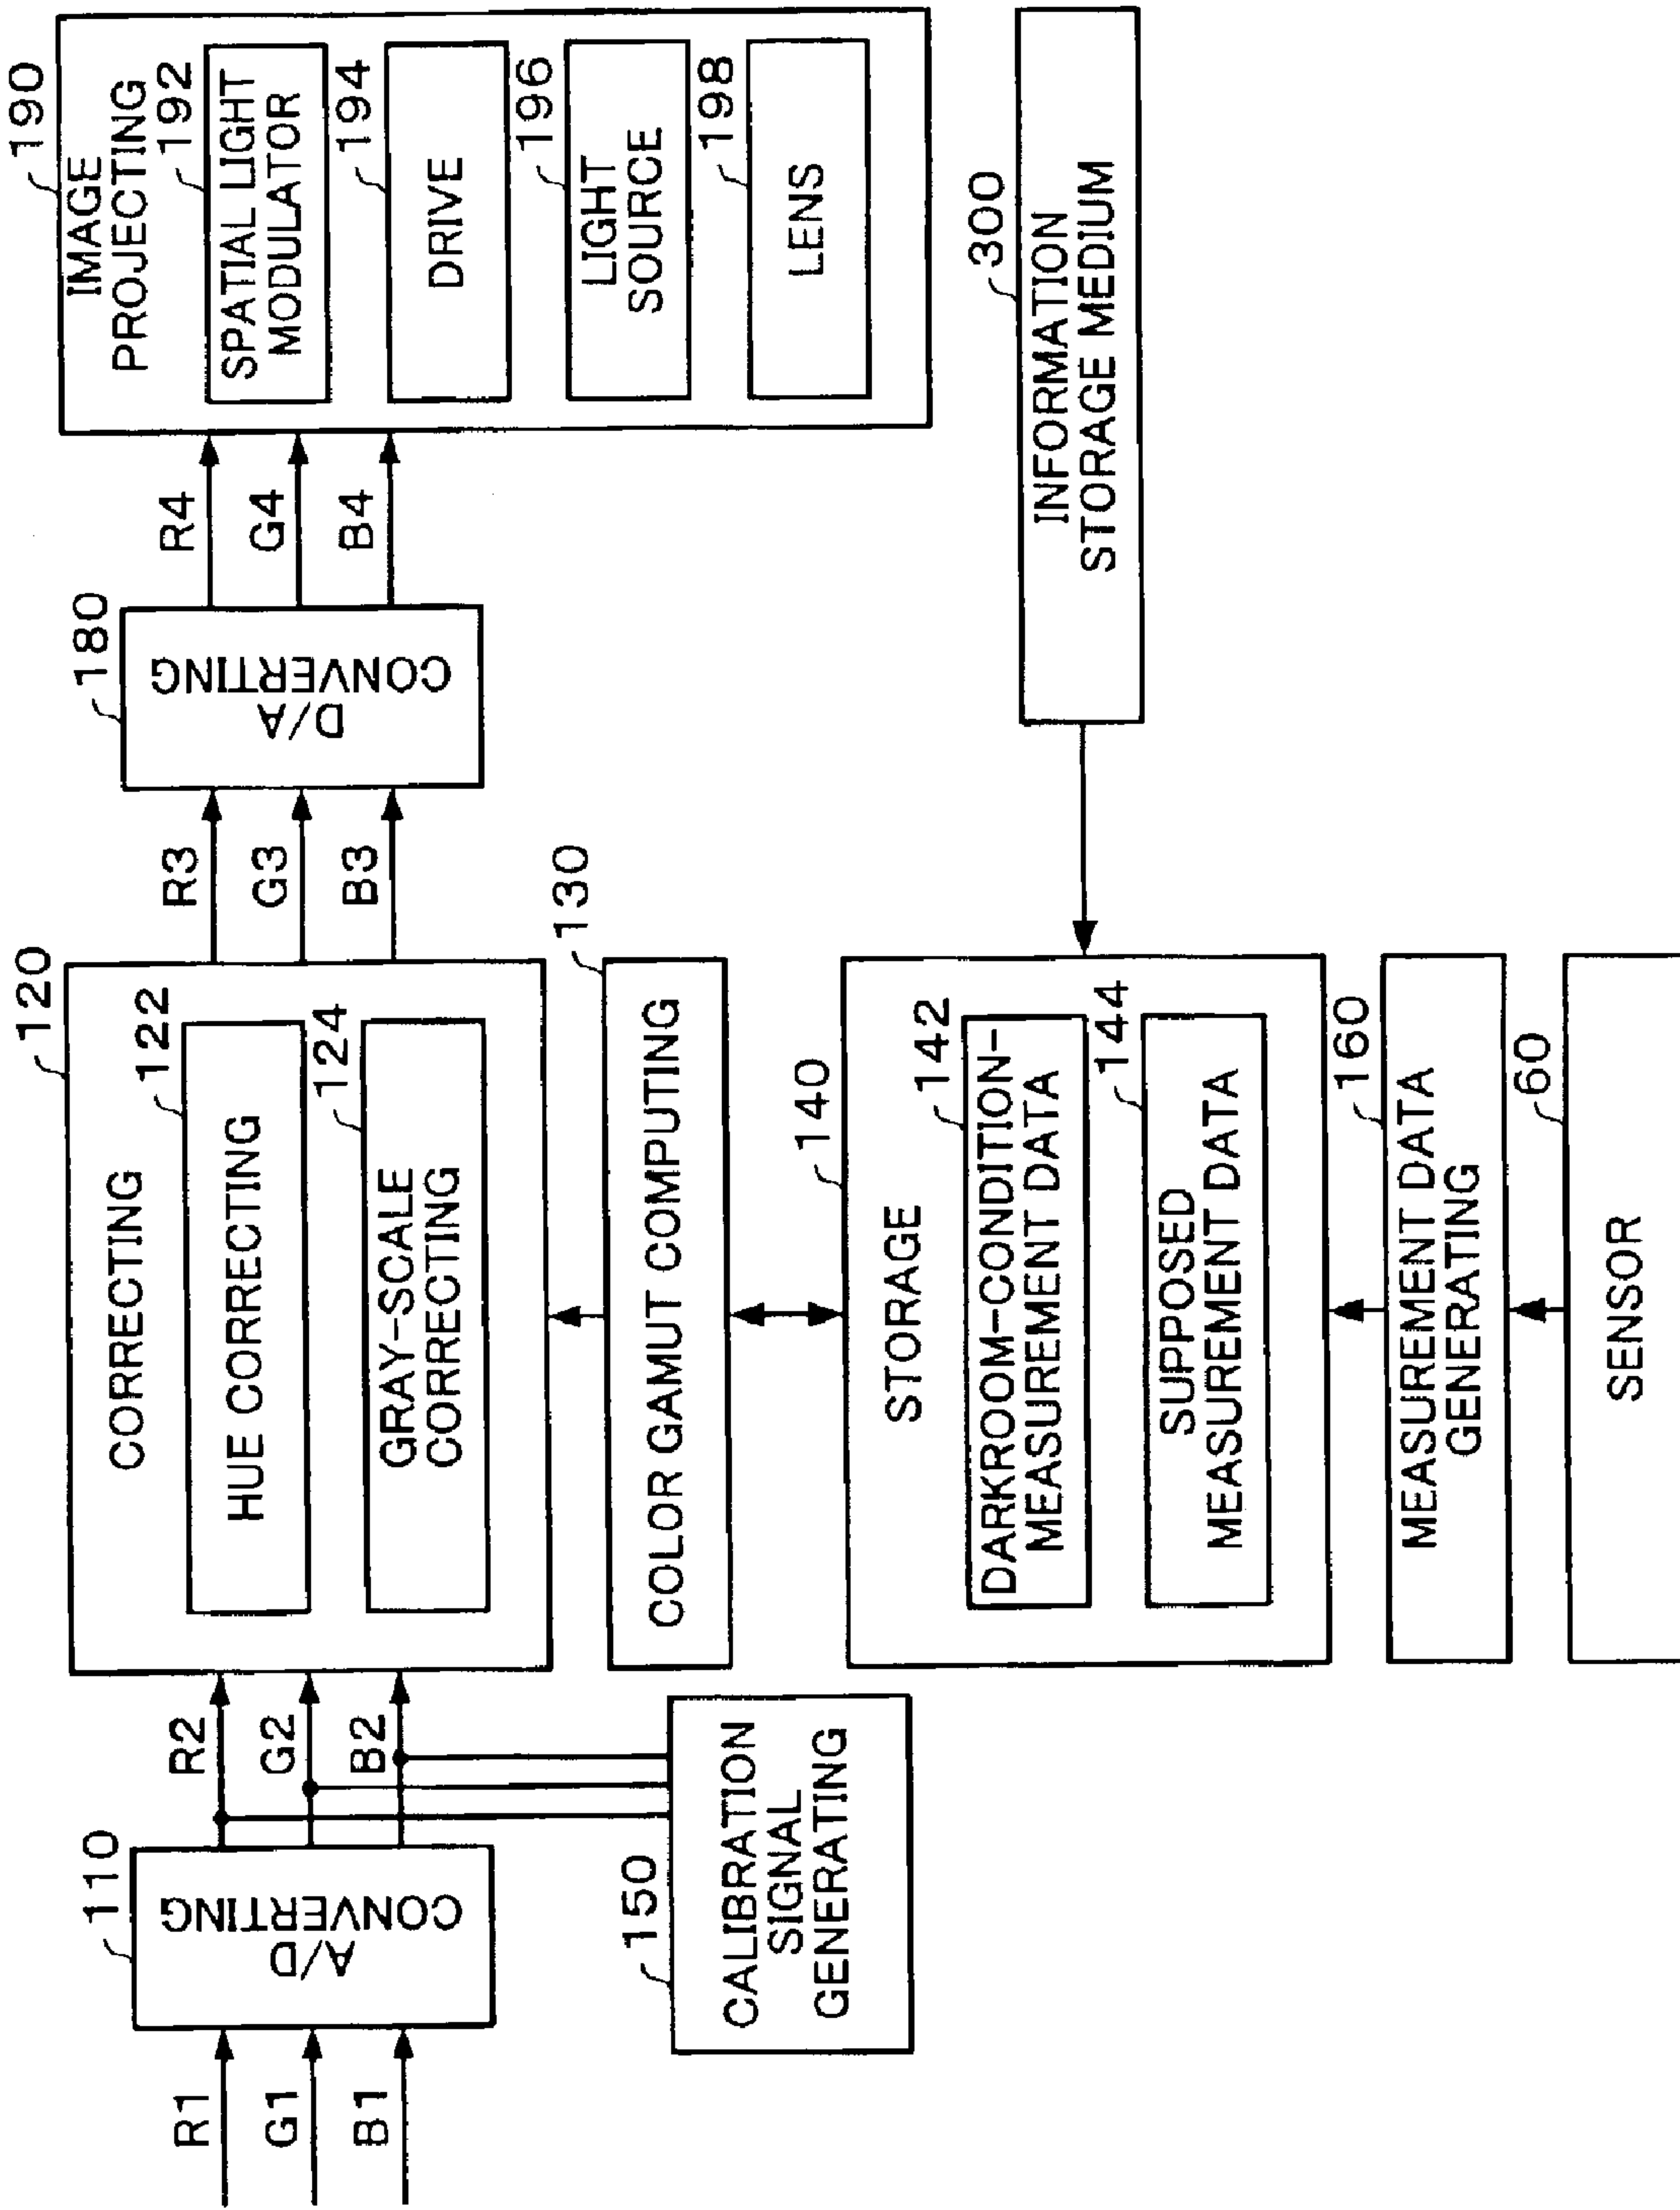 R1
G1
B1
110
A/D
CONVERTING
R2
G2
B2
150
CALIBRATION
SIGNAL
GENERATING
120
CORRECTING
122
HUE CORRECTING
124
GRAY-SCALE
CORRECTING
130
COLOR GAMUT COMPUTING
140
STORAGE
142
DARKROOM-CONDITION-
MEASUREMENT DATA
144
SUPPOSED
MEASUREMENT DATA
160
MEASUREMENT DATA
GENERATING
60
SENSOR
R3
G3
B3
180
D/A
CONVERTING
R4
G4
B4
190
IMAGE
PROJECTING
192
SPATIAL LIGHT
MODULATOR
194
DRIVE
196
LIGHT
SOURCE
198
LENS
300
INFORMATION
STORAGE MEDIUM